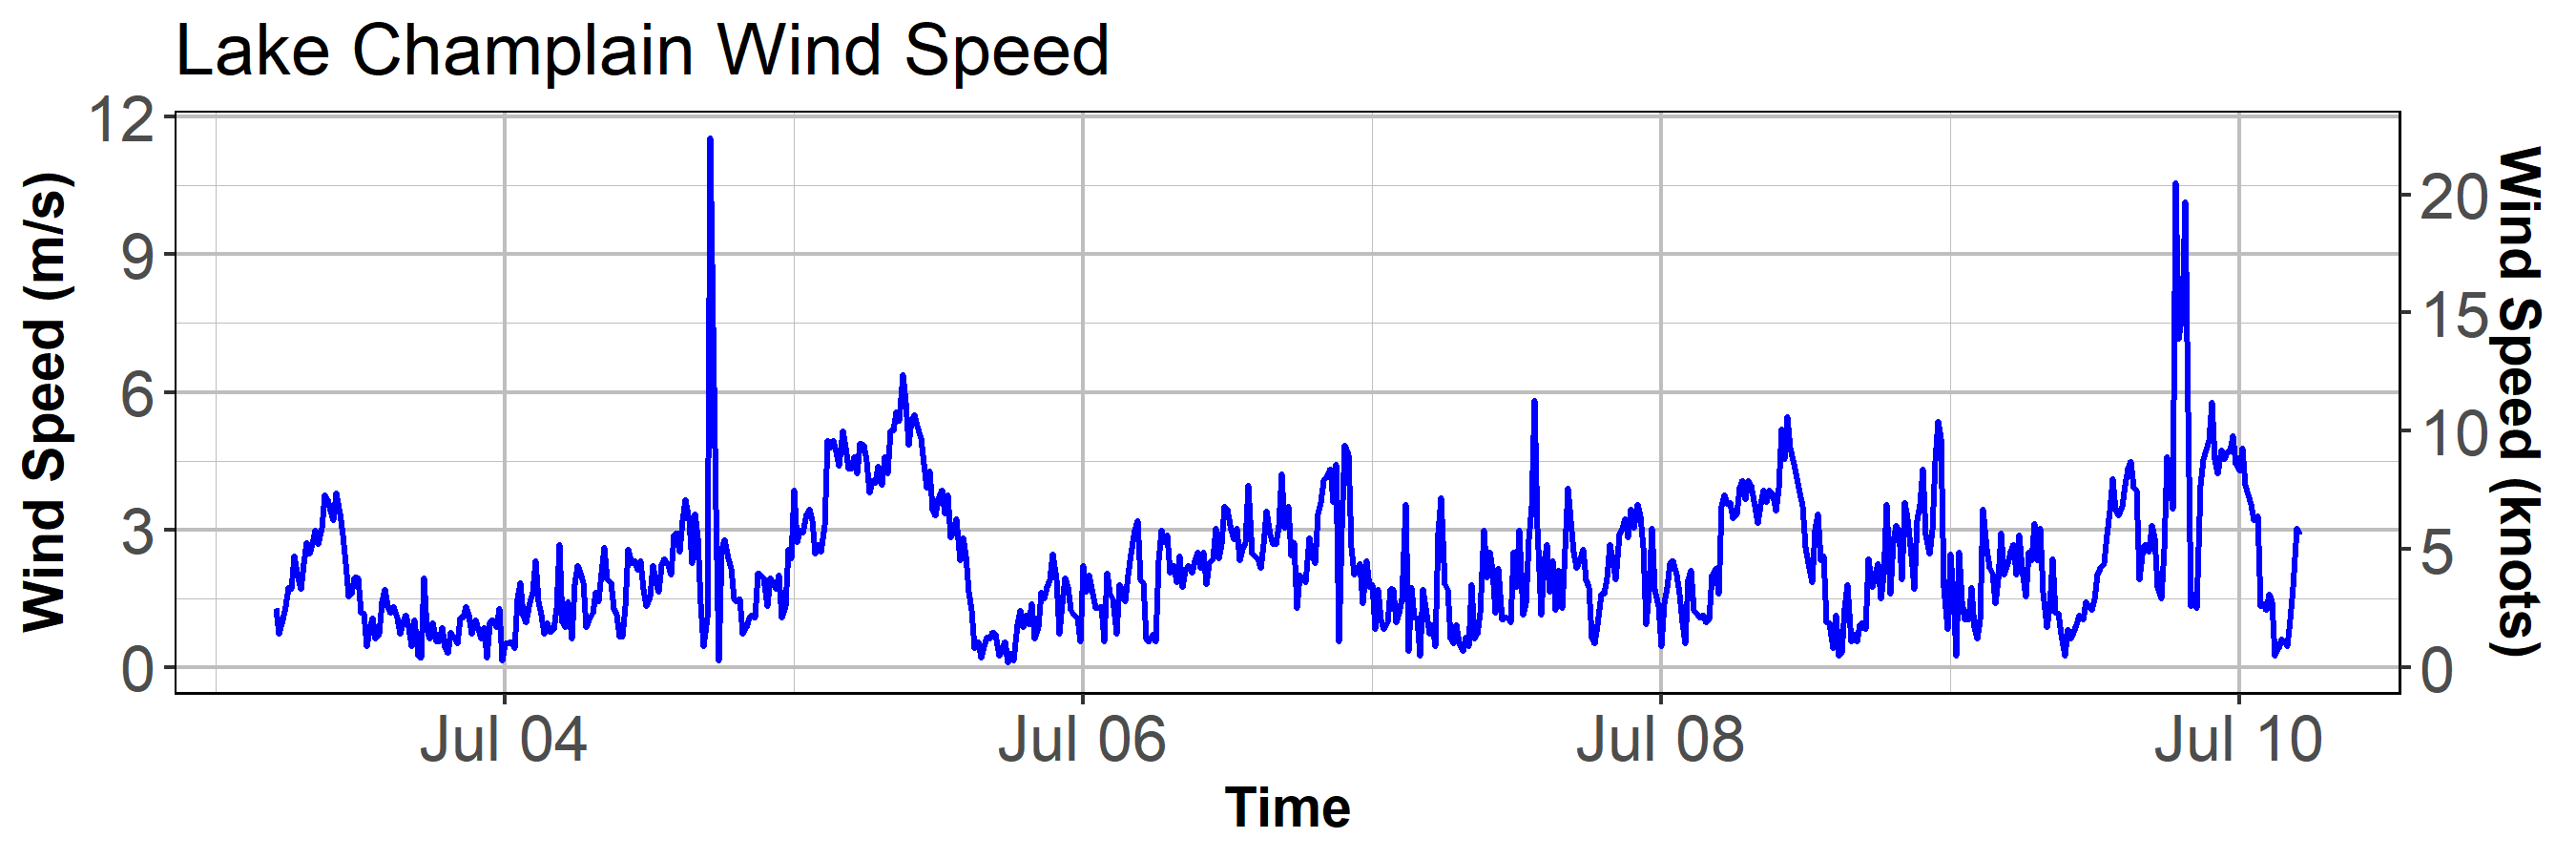 Lake Champlain Wind Speed
Wind Speed (m/s)
12
9
6
3
0
20
15
10
5
0
Wind Speed (knots)
Jul 04 Jul 06 Jul 08 Jul 10
Time